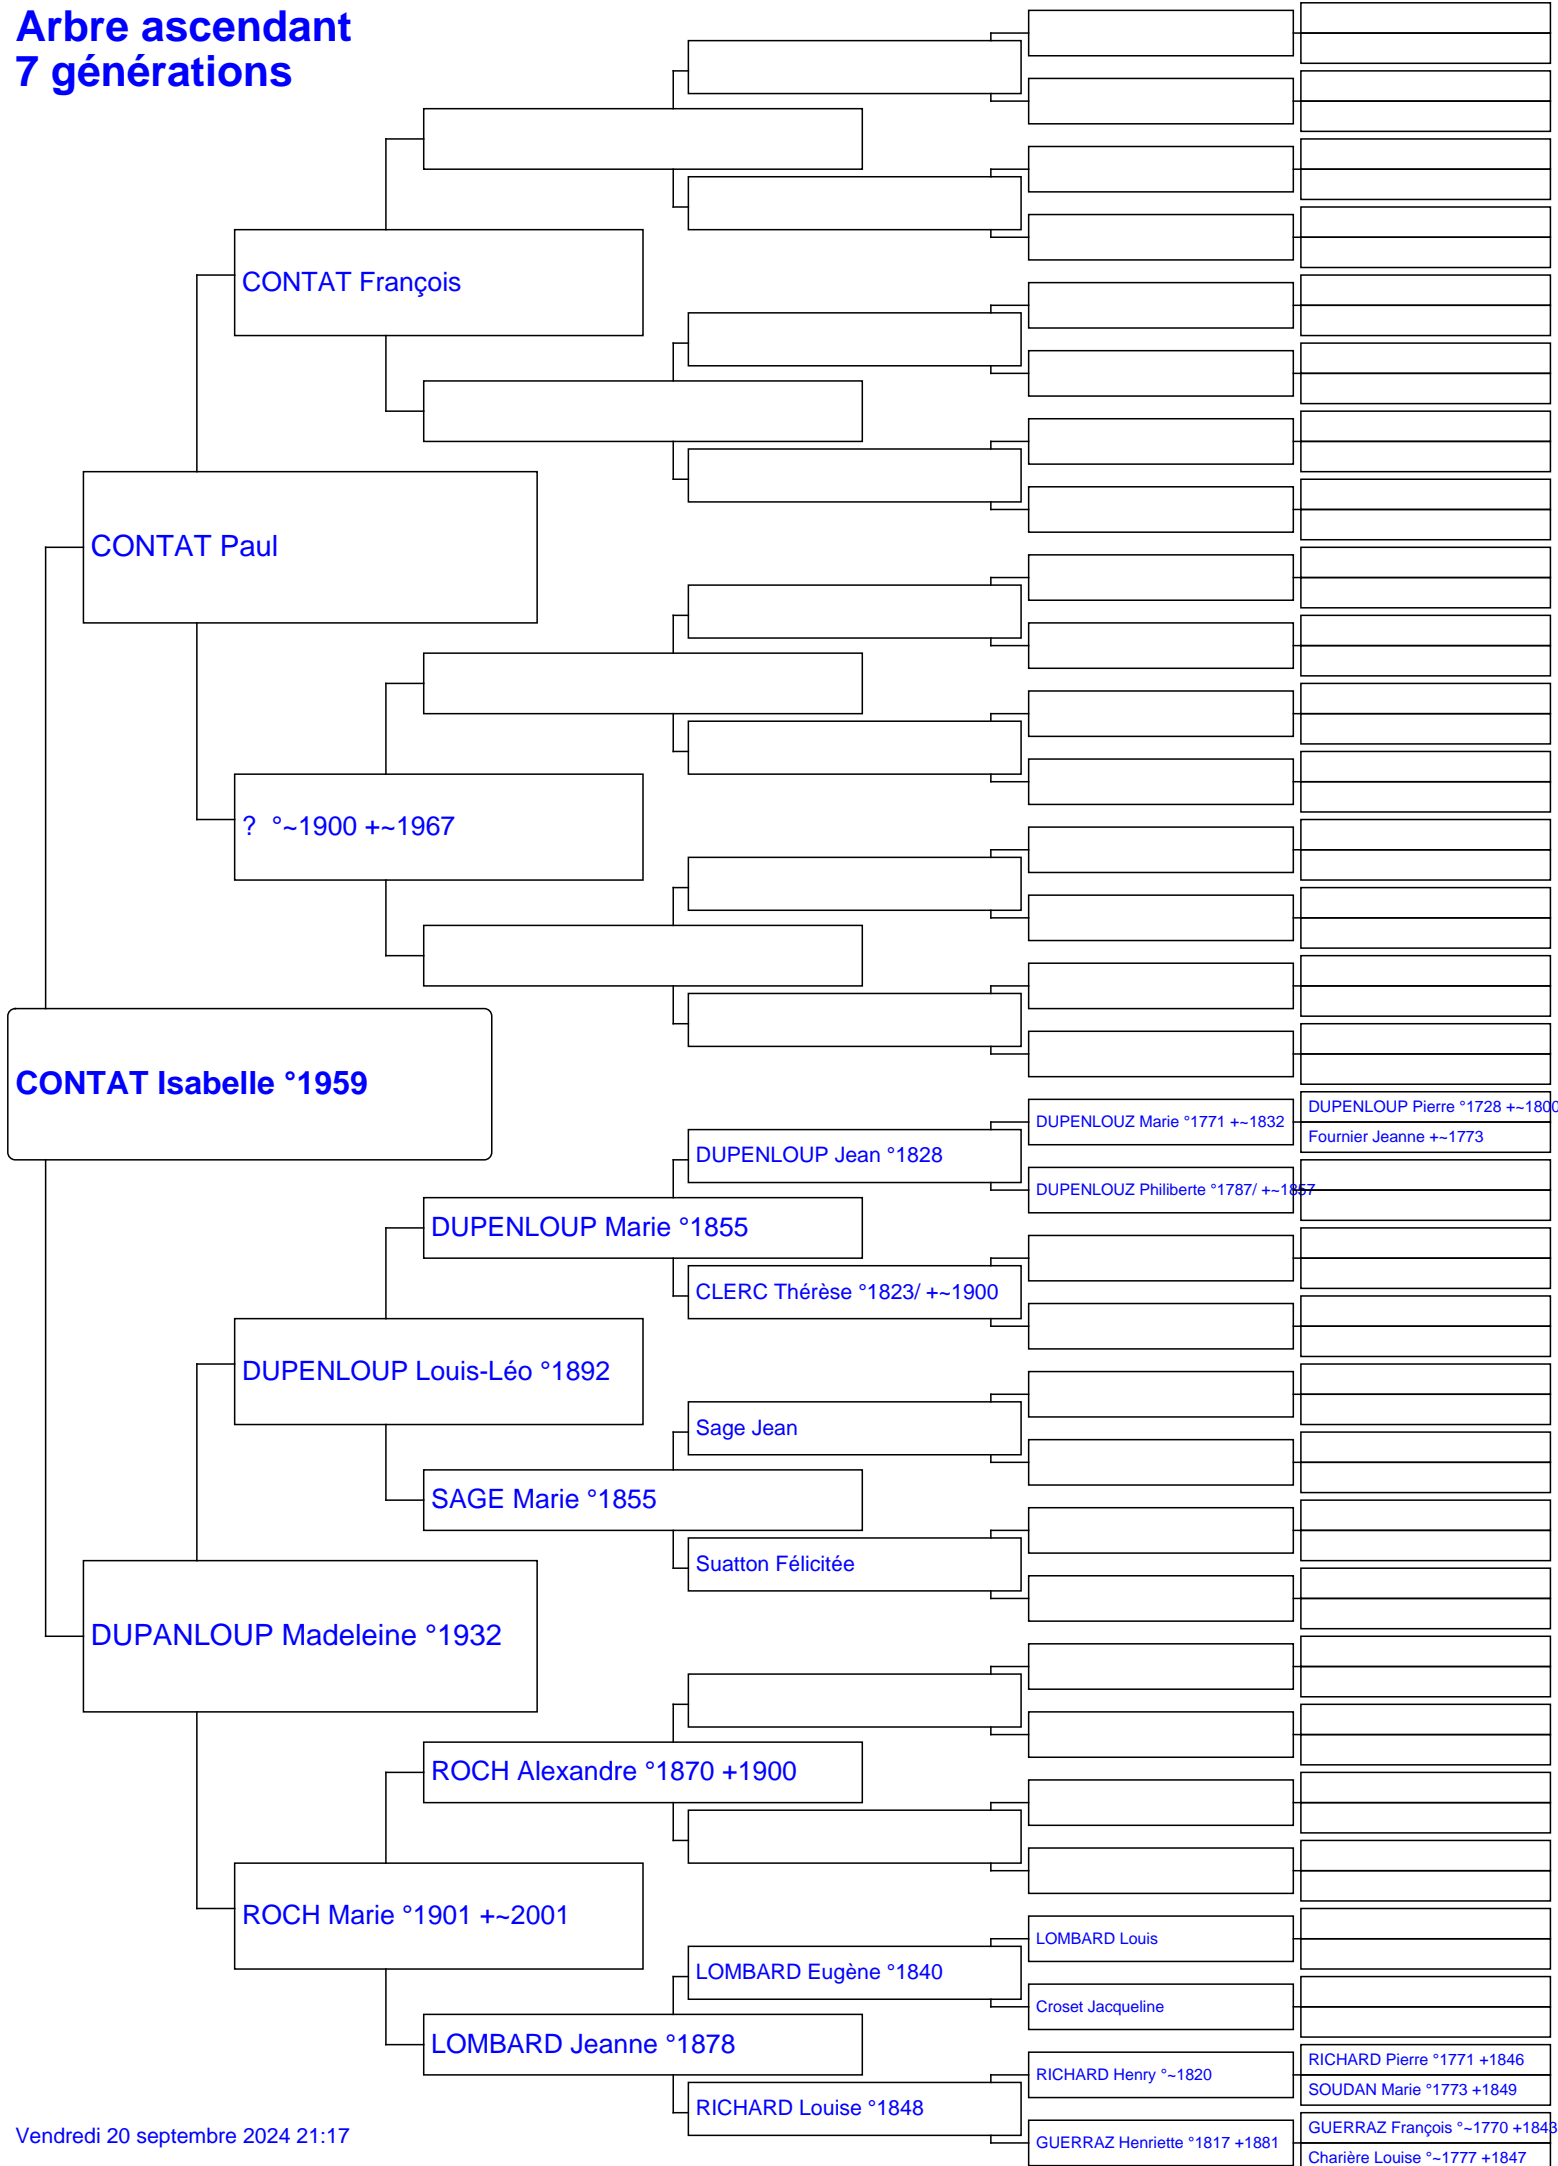 Arbre ascendant
7 générations
CONTAT François
CONTAT Paul
? °~1900 +~1967
CONTAT Isabelle °1959
DUPENLOUP Pierre °1728 +~1800
DUPENLOUZ Marie °1771 +~1832
Fournier Jeanne +~1773
DUPENLOUP Jean °1828
DUPENLOUZ Philiberte °1787/ +~1857
DUPENLOUP Marie °1855
CLERC Thérèse °1823/ +~1900
DUPENLOUP Louis-Léo °1892
Sage Jean
SAGE Marie °1855
Suatton Félicitée
DUPANLOUP Madeleine °1932
ROCH Alexandre °1870 +1900
ROCH Marie °1901 +~2001
LOMBARD Louis
LOMBARD Eugène °1840
Croset Jacqueline
LOMBARD Jeanne °1878
RICHARD Pierre °1771 +1846
RICHARD Henry °~1820
SOUDAN Marie °1773 +1849
RICHARD Louise °1848
GUERRAZ François °~1770 +1843
GUERRAZ Henriette °1817 +1881
Charière Louise °~1777 +1847
Vendredi 20 septembre 2024 21:17